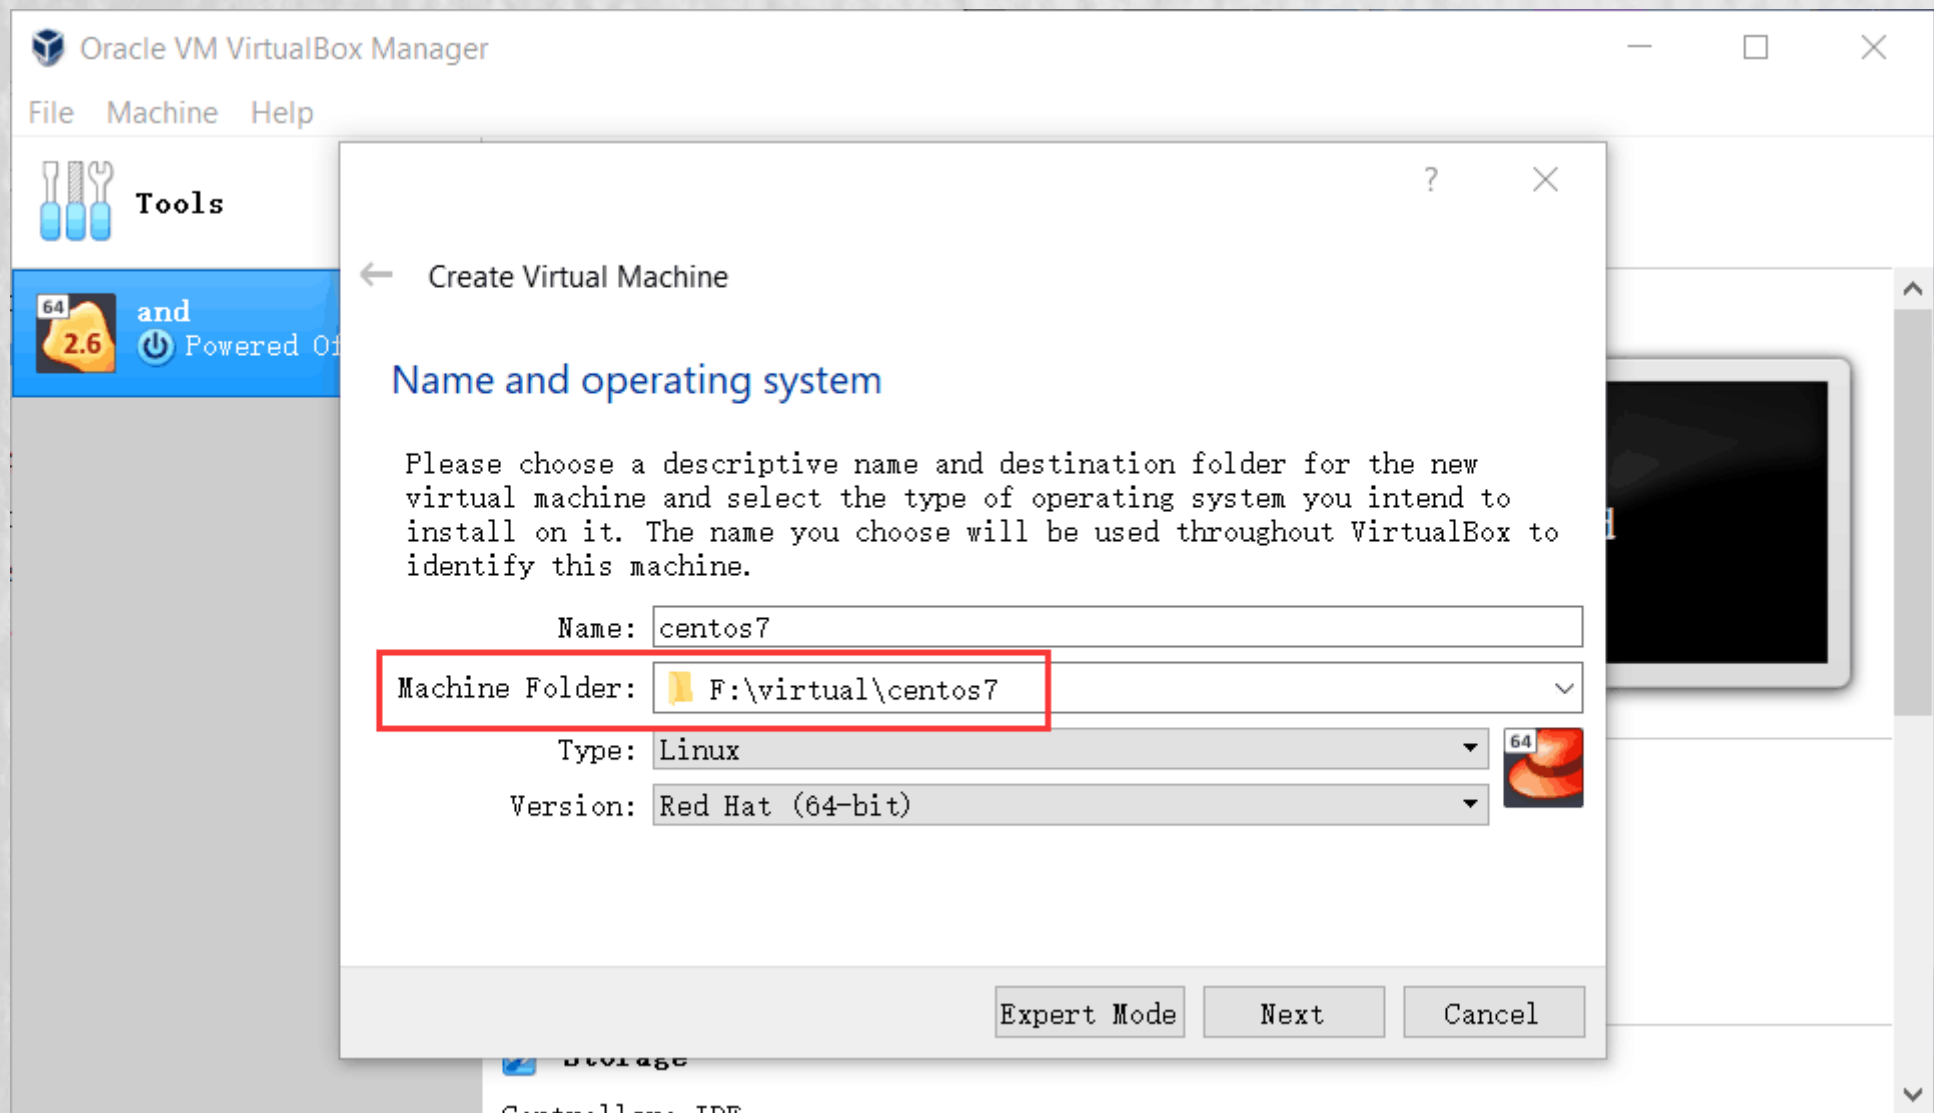 Oracle VM VirtualBox Manager
File Machine Help
Tools
64
2.6
and
Powered
?
Create Virtual Machine
Name and operating system
Please choose a descriptive name and destination folder for the new
virtual machine and select the type of operating system you intend to
install on it. The name you choose will be used throughout VirtualBox to
identify this machine.
Name: centos7
Machine Folder: F:\virtual\centos7
Type: Linux
64
Version: Red Hat (64-bit)
Expert Mode Next Cancel
Storage